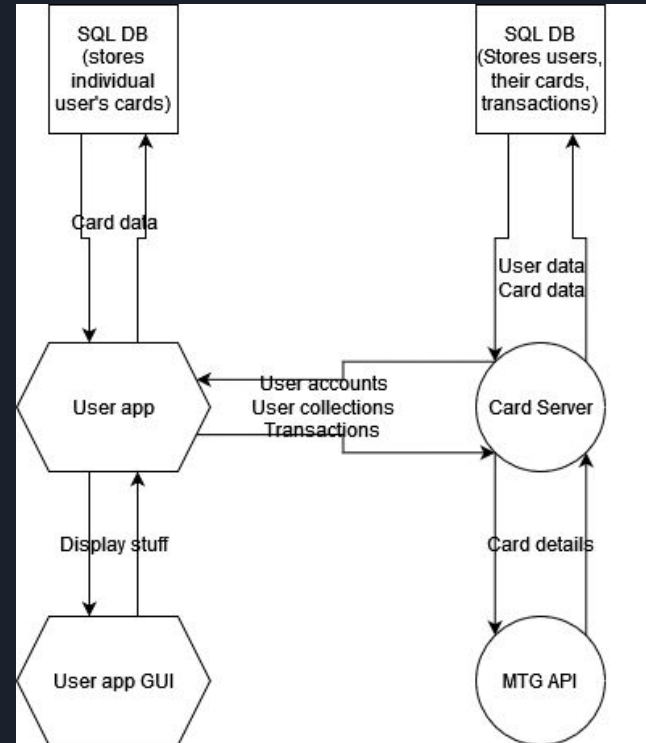 SQL DB
(stores
individual
user's cards)
SQL DB
(Stores users,
their cards,
transactions)
Card data
User data
Card data
User app
User accounts
User collections
Transactions
Card Server
Display stuff
Card details
User app GUI
MTG API